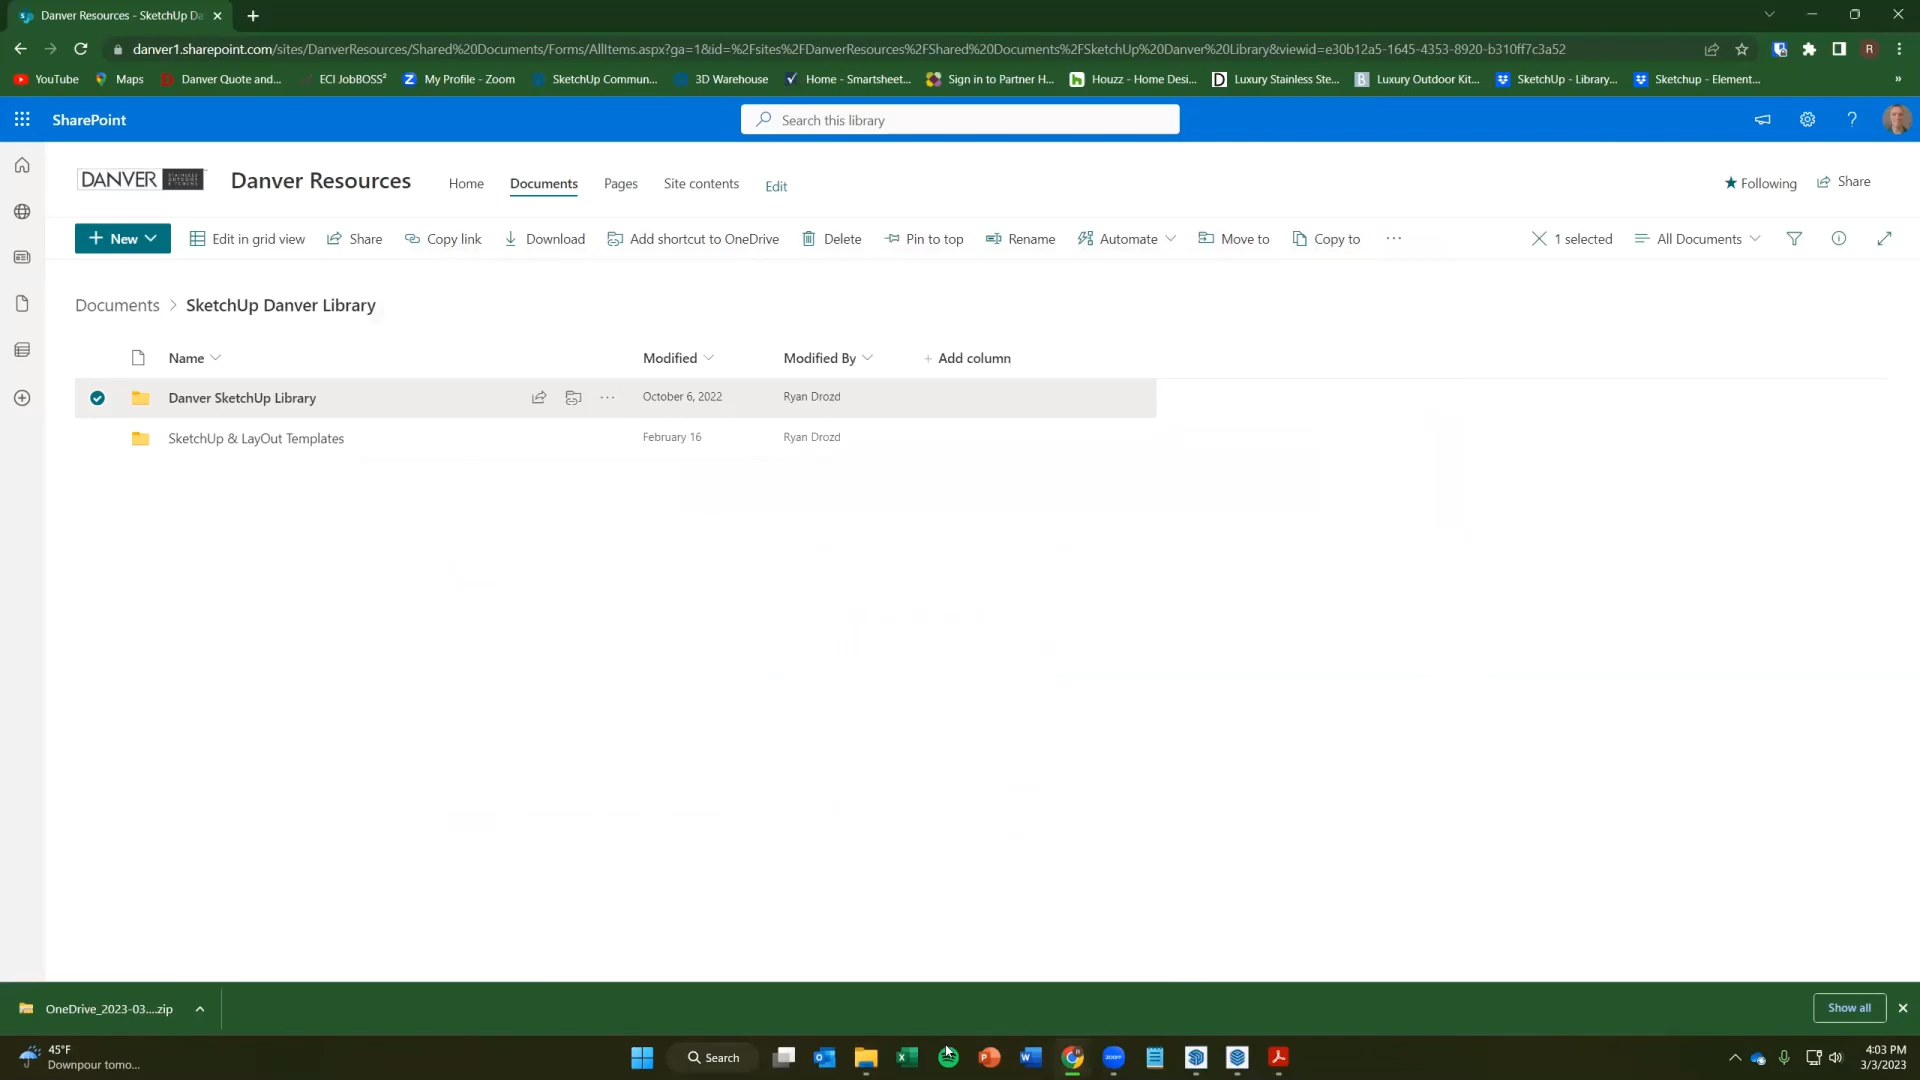 Danver Resources - SketchUp Da
danver1.sharepoint.com/sites/DanverResources/Shared%20Documents/Forms/AllItems.aspx?ga=1&id=%2Fsites%2FDanverResources%2FShared%20Documents%2FSketchUp%20Danver%20Library&viewid=e30b12a5-1645-4353-8920-b310ff7c3a52
R
YouTube Maps Danver Quote and... ECI JobBOSS² My Profile - Zoom SketchUp Commun... 3D Warehouse Home - Smartsheet... Sign in to Partner H... Houzz - Home Desi... Luxury Stainless Ste... Luxury Outdoor Kit... SketchUp - Library... Sketchup - Element... »
SharePoint Search this library ?
DANVER Danver Resources Home Documents Pages Site contents Edit Following Share
New Edit in grid view Share Copy link Download Add shortcut to OneDrive Delete Pin to top Rename Automate Move to Copy to ... 1 selected All Documents
Documents > SketchUp Danver Library
Name Modified Modified By + Add column
Danver SketchUp Library ... October 6, 2022 Ryan Drozd
SketchUp & LayOut Templates February 16 Ryan Drozd
OneDrive_2023-03....zip Show all
45°F
Downpour tomo...
Search
4:03 PM
3/3/2023